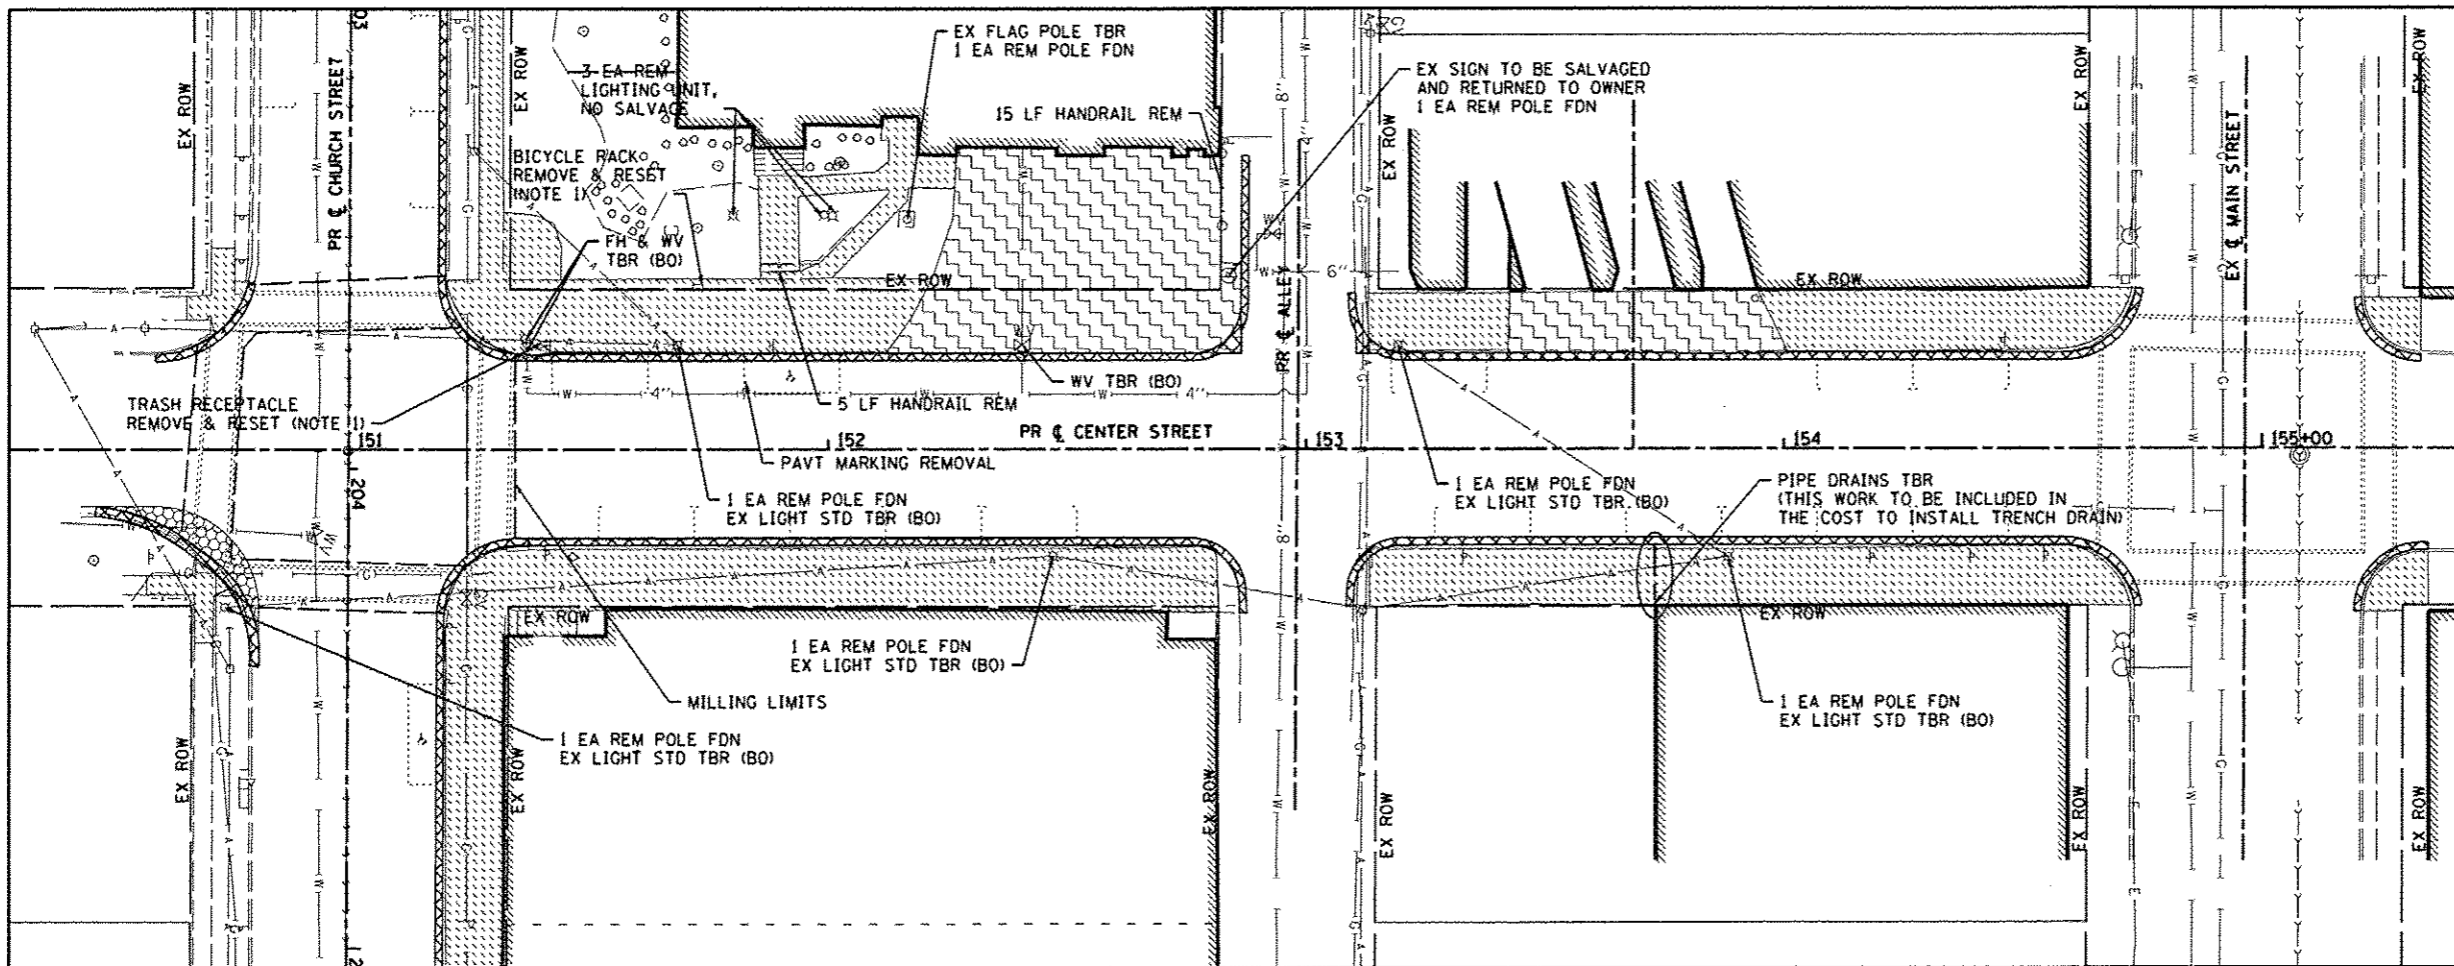 03
EX ROW
PR ℄ CHURCH STREET
EX ROW
3 EA REM
LIGHTING UNIT,
NO SALVAGE
EX FLAG POLE TBR
1 EA REM POLE FDN
15 LF HANDRAIL REM
EX SIGN TO BE SALVAGED
AND RETURNED TO OWNER
1 EA REM POLE FDN
8"
EX ROW
EX ROW
EX ROW
EX ℄ MAIN STREET
BICYCLE RACK
REMOVE & RESET
(NOTE 1)
FH & WV
TBR (BO)
EX ROW
6"
EX ROW
PR ℄ ALLEY
TRASH RECEPTACLE
REMOVE & RESET (NOTE 1)
4"
5 LF HANDRAIL REM
WV TBR (BO)
4"
151
152
PR ℄ CENTER STREET
153
154
155+00
204
PAVT MARKING REMOVAL
1 EA REM POLE FDN
EX LIGHT STD TBR (BO)
8"
1 EA REM POLE FDN
EX LIGHT STD TBR (BO)
PIPE DRAINS TBR
(THIS WORK TO BE INCLUDED IN
THE COST TO INSTALL TRENCH DRAIN)
WV
EX ROW
EX ROW
1 EA REM POLE FDN
EX LIGHT STD TBR (BO)
MILLING LIMITS
1 EA REM POLE FDN
EX LIGHT STD TBR (BO)
1 EA REM POLE FDN
EX LIGHT STD TBR (BO)
EX ROW
EX ROW
EX ROW
EX ROW
EX ROW
EX ROW